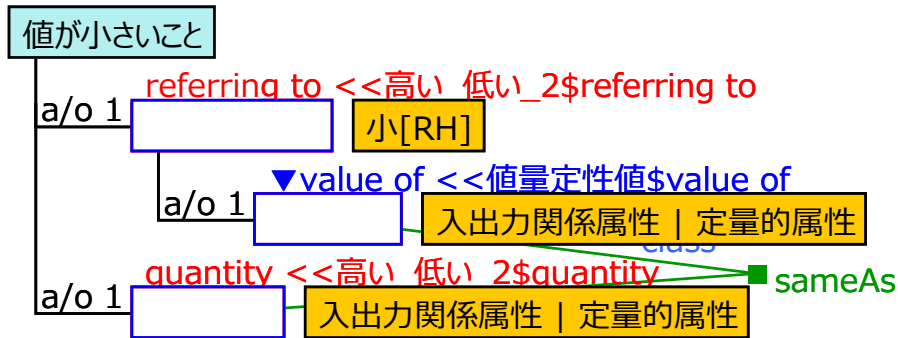 値が小さいこと
referring to <<高い_低い_2$referring to
a/o 1
小[RH]
▼value of <<値量定性値$value of
a/o 1
入出力関係属性 | 定量的属性
class
sameAs
quantity <<高い_低い_2$quantity
a/o 1
入出力関係属性 | 定量的属性